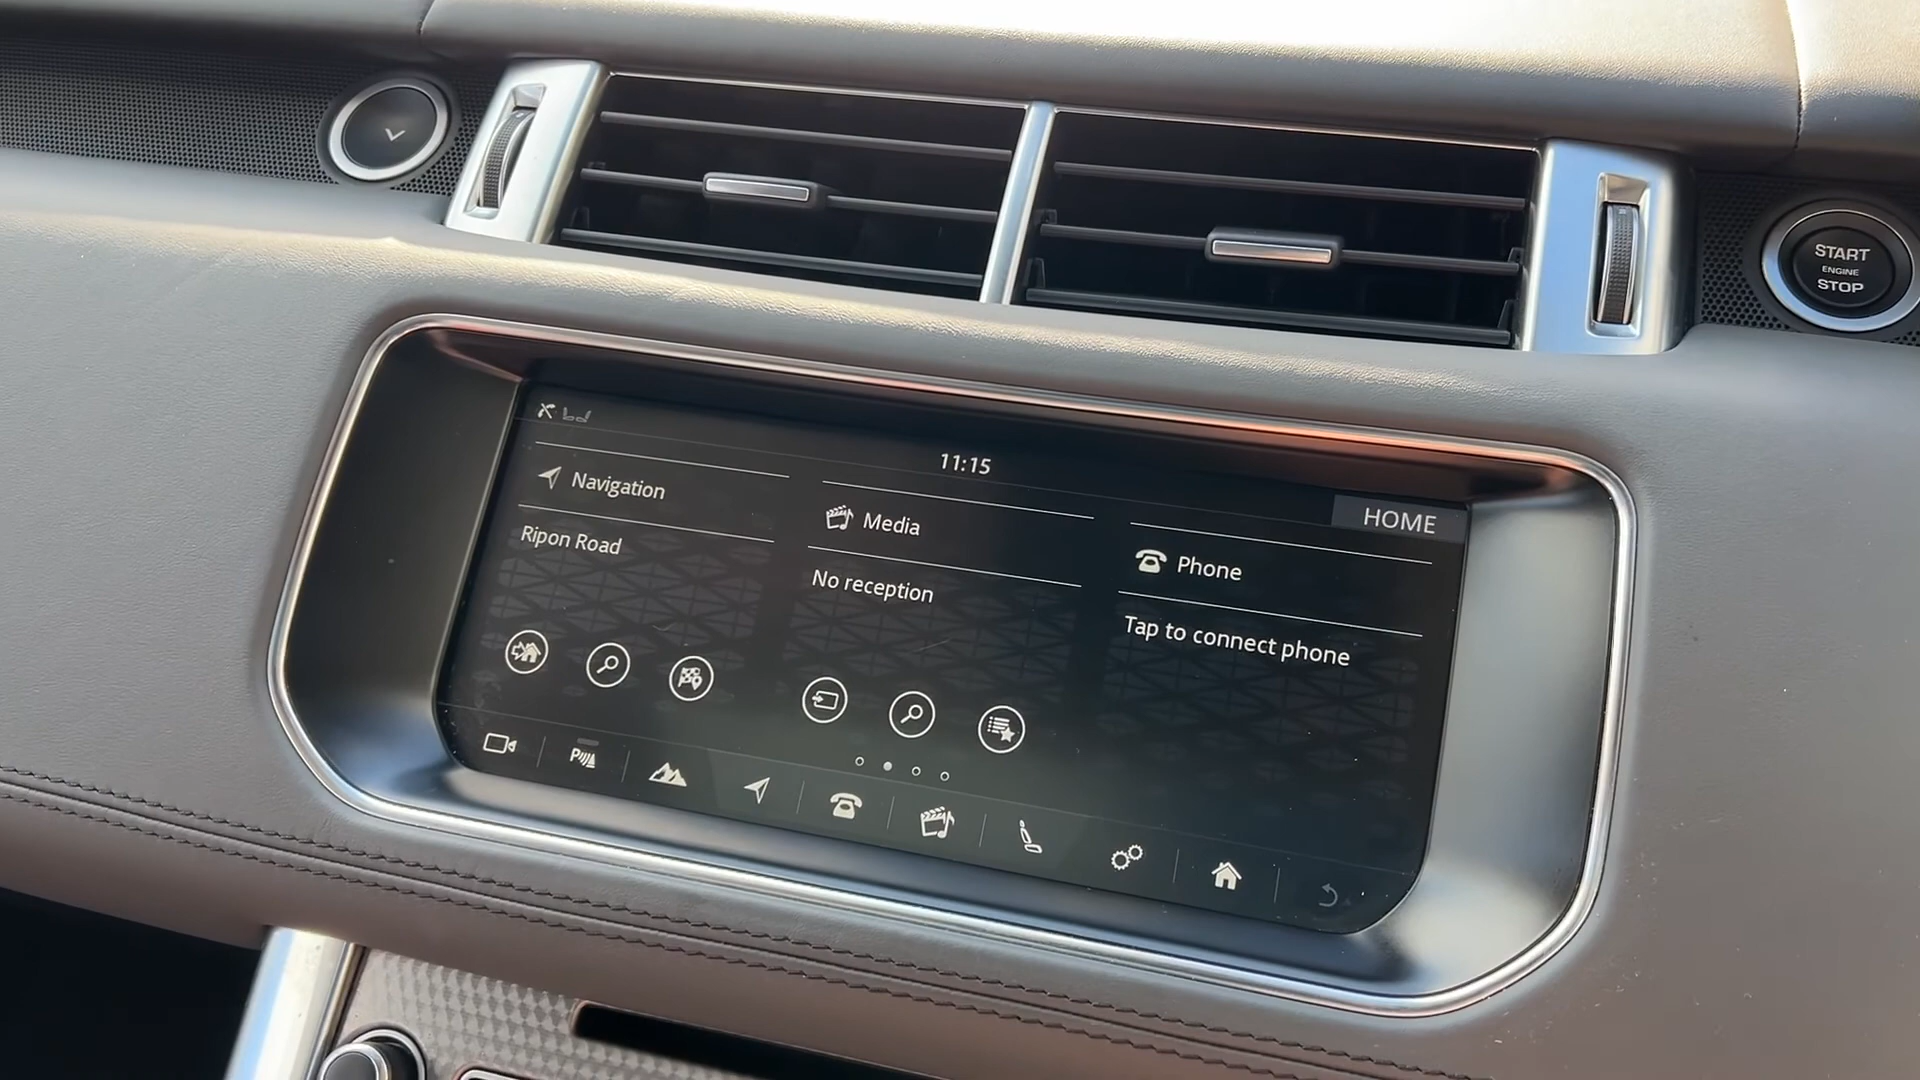 START
ENGINE
STOP
11:15
HOME
Navigation
Ripon Road
Media
No reception
Phone
Tap to connect phone
P